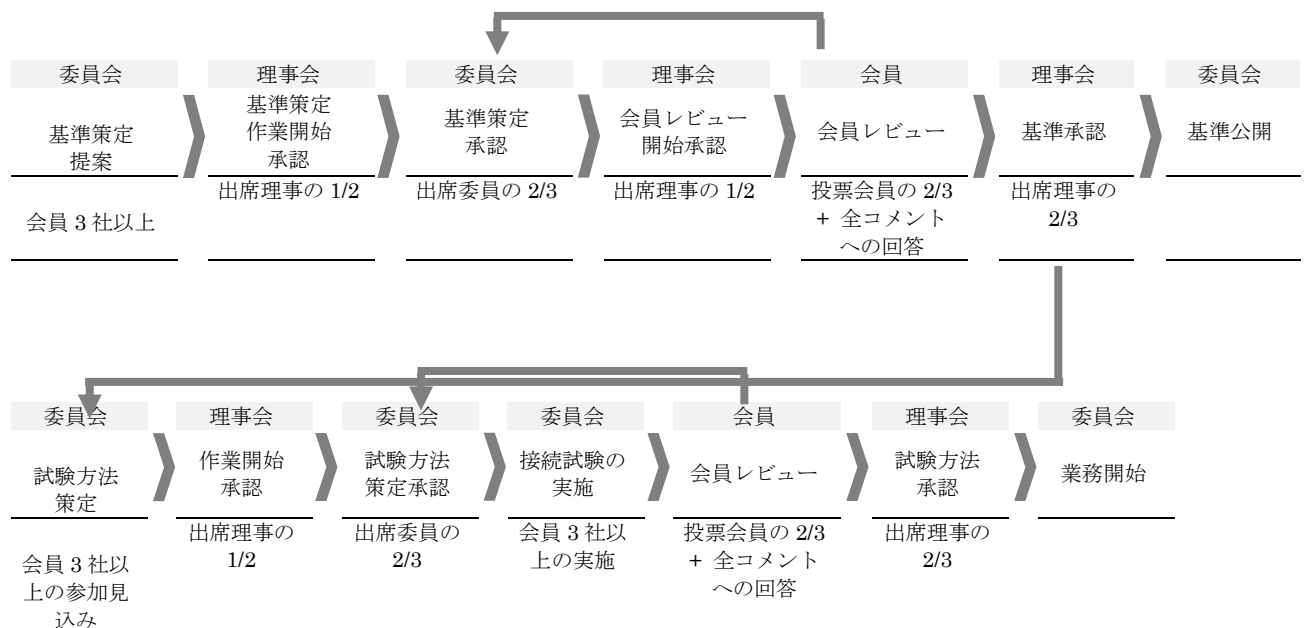 委員会 理事会 委員会 理事会 会員 理事会 委員会
基準策定
提案
基準策定
作業開始
承認
基準策定
承認
会員レビュー
開始承認
会員レビュー
基準承認
基準公開
会員 3 社以上
出席理事の 1/2
出席委員の 2/3
出席理事の 1/2
投票会員の 2/3
+ 全コメント
への回答
出席理事の
2/3
委員会 理事会 委員会 委員会 会員 理事会 委員会
試験方法
策定
作業開始
承認
試験方法
策定承認
接続試験の
実施
会員レビュー
試験方法
承認
業務開始
会員 3 社以
上の参加見
込み
出席理事の
1/2
出席委員の
2/3
会員 3 社以
上の実施
投票会員の 2/3
+ 全コメント
への回答
出席理事の
2/3